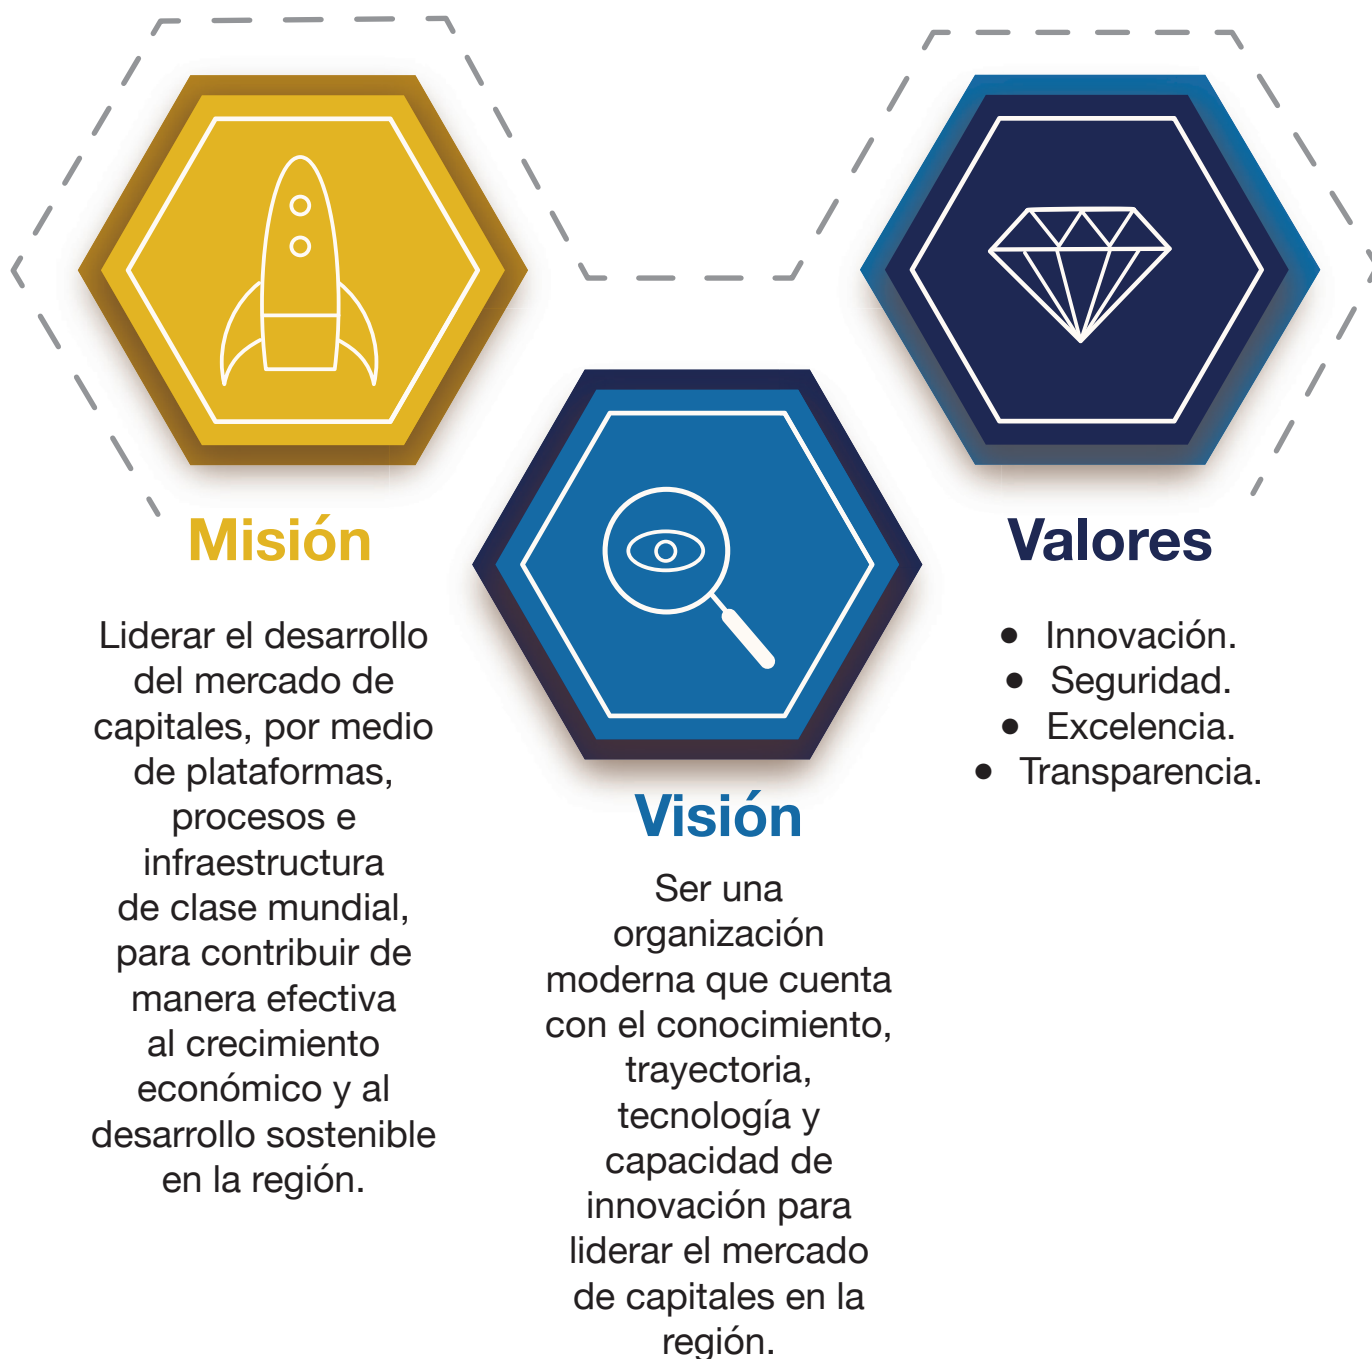 Misión
Liderar el desarrollo
del mercado de
capitales, por medio
de plataformas,
procesos e
infraestructura
de clase mundial,
para contribuir de
manera efectiva
al crecimiento
económico y al
desarrollo sostenible
en la región.
Visión
Ser una
organización
moderna que cuenta
con el conocimiento,
trayectoria,
tecnología y
capacidad de
innovación para
liderar el mercado
de capitales en la
región.
Valores
• Innovación.
• Seguridad.
• Excelencia.
• Transparencia.